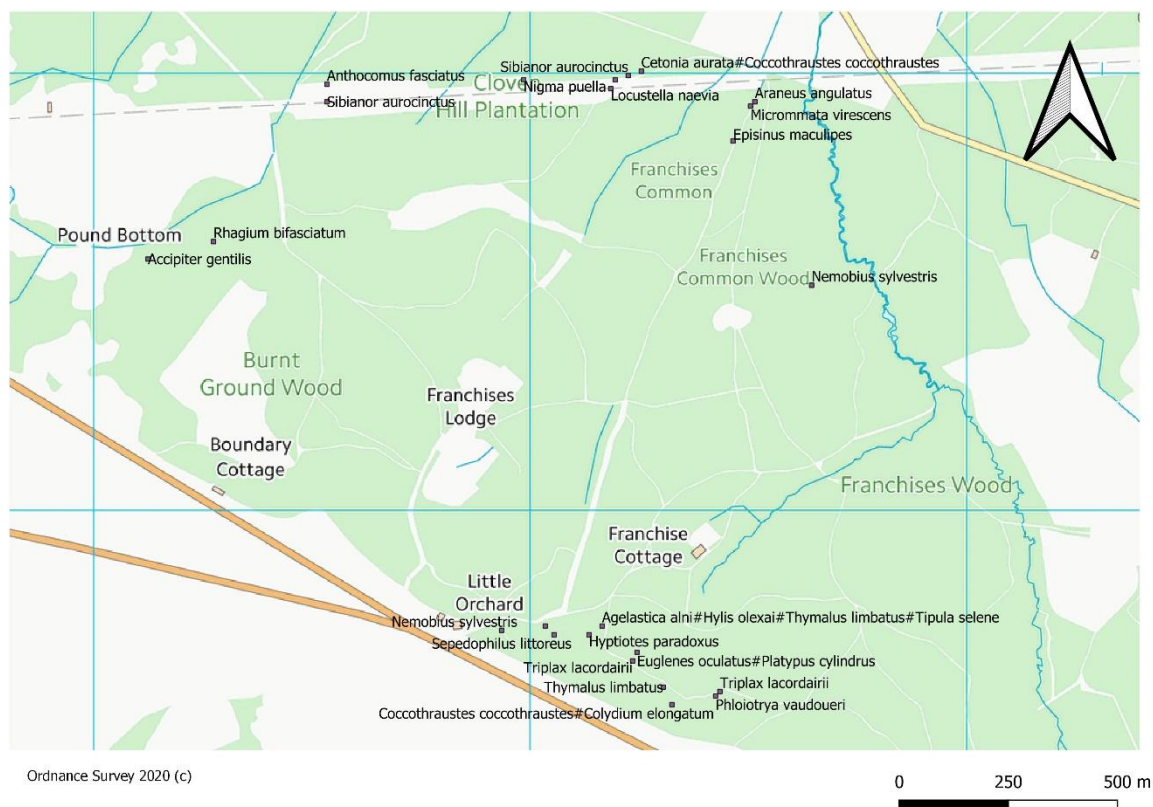 Sibianor aurocinctus
Cetonia aurata#Coccothraustes coccothraustes
Anthocomus fasciatus
Cloven
Hill Plantation
Nigma puella
Locustella naevia
Araneus angulatus
Sibianor aurocinctus
Micrommata virescens
Episinus maculipes
Franchises
Common
Pound Bottom
Rhagium bifasciatum
Accipiter gentilis
Franchises
Common Wood
Nemobius sylvestris
Burnt
Ground Wood
Franchises
Lodge
Boundary
Cottage
Franchises Wood
Franchise
Cottage
Little
Orchard
Nemobius sylvestris
Agelastica alni#Hylis olexai#Thymalus limbatus#Tipula selene
Sepedophilus littoreus
Hyptiotes paradoxus
Triplax lacordairii
Euglenes oculatus#Platypus cylindrus
Thymalus limbatus
Triplax lacordairii
Phloiotrya vaudoueri
Coccothraustes coccothraustes#Colydium elongatum
Ordnance Survey 2020 (c)
0 250 500 m